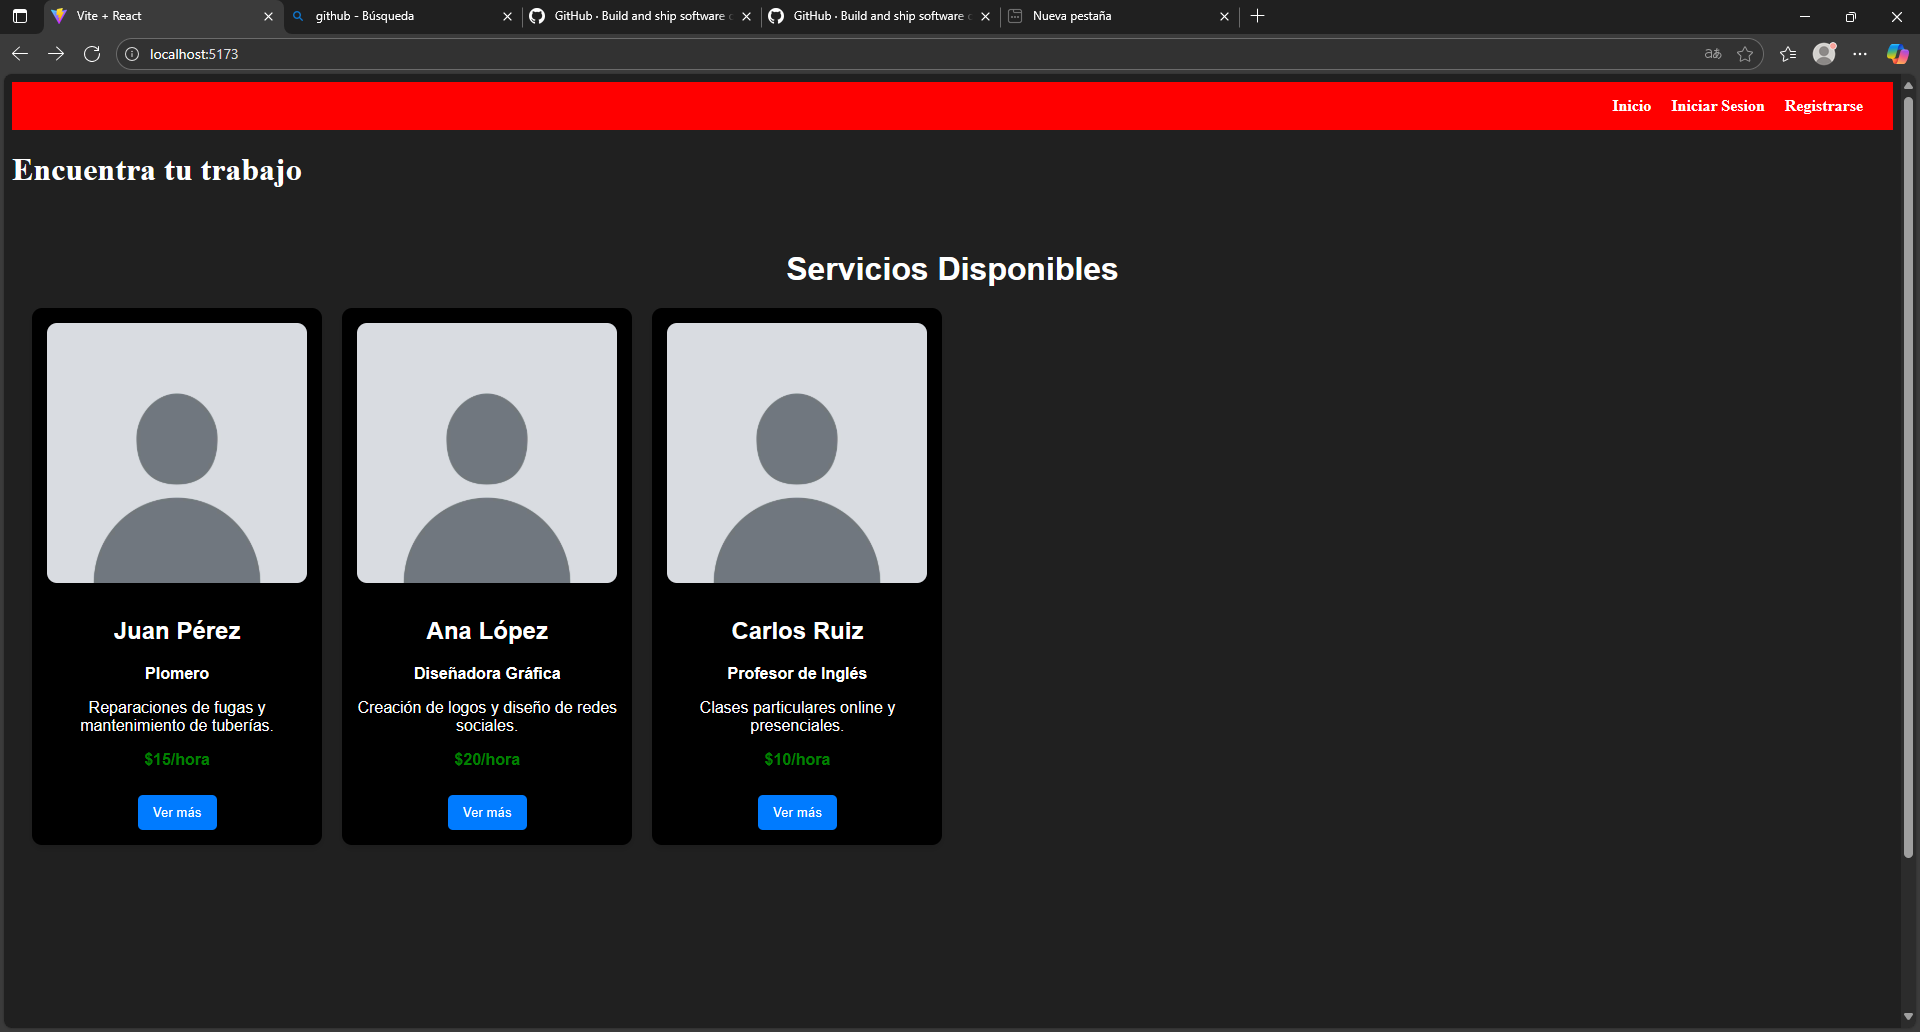 Vite + React
github - Búsqueda
GitHub · Build and ship software
GitHub · Build and ship software
Nueva pestaña
localhost:5173
Inicio Iniciar Sesion Registrarse
Encuentra tu trabajo
Servicios Disponibles
Juan Pérez
Plomero
Reparaciones de fugas y
mantenimiento de tuberías.
$15/hora
Ver más
Ana López
Diseñadora Gráfica
Creación de logos y diseño de redes
sociales.
$20/hora
Ver más
Carlos Ruiz
Profesor de Inglés
Clases particulares online y
presenciales.
$10/hora
Ver más